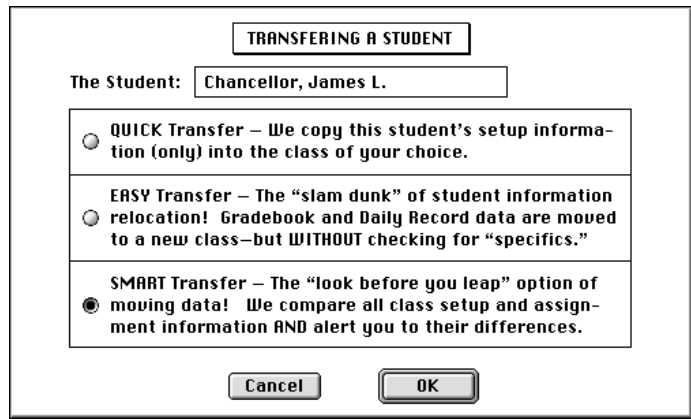 TRANSFERING A STUDENT
The Student: Chancellor, James L.
QUICK Transfer – We copy this student's setup informa-
tion (only) into the class of your choice.
EASY Transfer – The “slam dunk” of student information
relocation! Gradebook and Daily Record data are moved
to a new class–but WITHOUT checking for “specifics.”
SMART Transfer – The “look before you leap” option of
moving data! We compare all class setup and assign-
ment information AND alert you to their differences.
Cancel OK